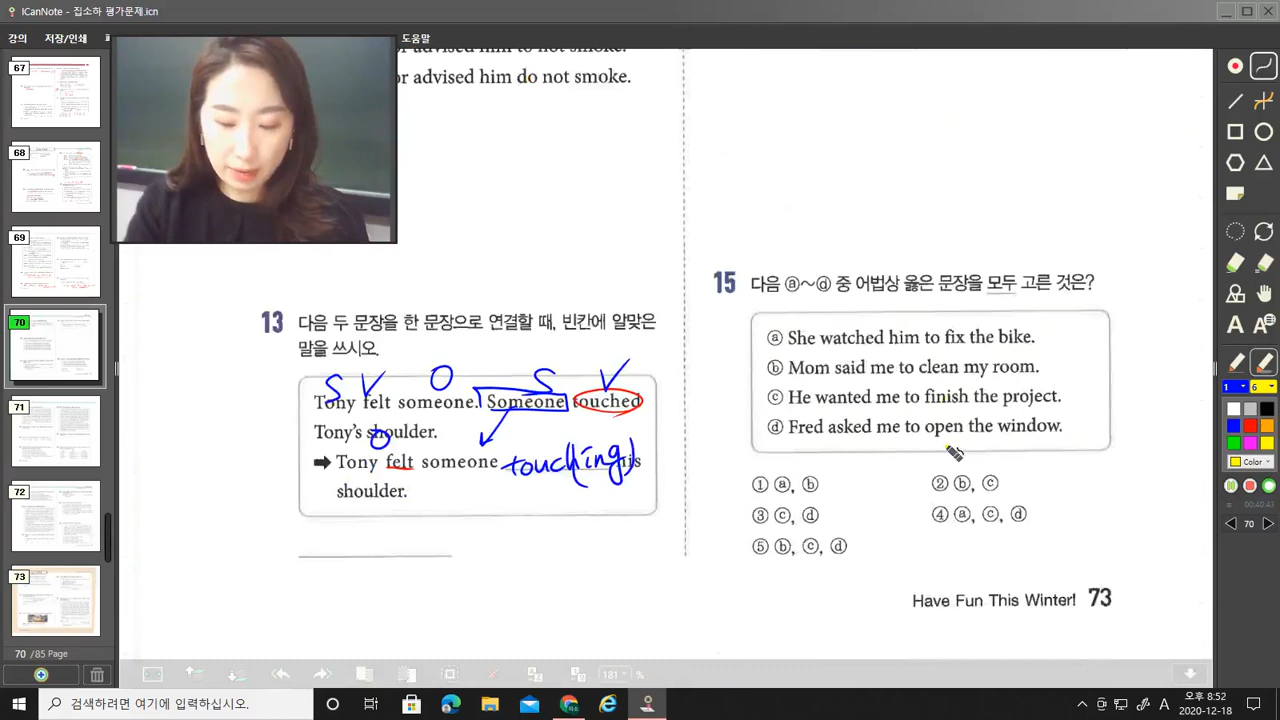 ICanNote - 집소하 평가문제.icn
강의 저장/인쇄 도움말
67
68
69
70
71
72
73
70 /85 Page
or advised him to not smoke.
or advised him do not smoke.
13 다음 두 문장을 한 문장으로 연결할 때, 빈칸에 알맞은
말을 쓰시오.
S V O S V
Tony felt someone. Someone touched
Tony's shoulder.
O
➡ Tony felt someone touch(ing) his
shoulder.
15 다음 ⓐ~ⓓ 중 어법상 옳은 문장을 모두 고른 것은?
ⓐ She watched him to fix the bike.
ⓑ Mom said me to clean my room.
ⓒ He wanted me to finish the project.
ⓓ Fred asked me to open the window.
① ⓐ, ⓑ ② ⓑ, ⓒ
③ ⓒ, ⓓ ④ ⓐ, ⓒ, ⓓ
⑤ ⓑ, ⓒ, ⓓ
Have Fun This Winter! 73
A A
1 6
Color
00:40:43
70
181 %
검색하려면 여기에 입력하십시오.
A 오후 8:52
2020-12-18